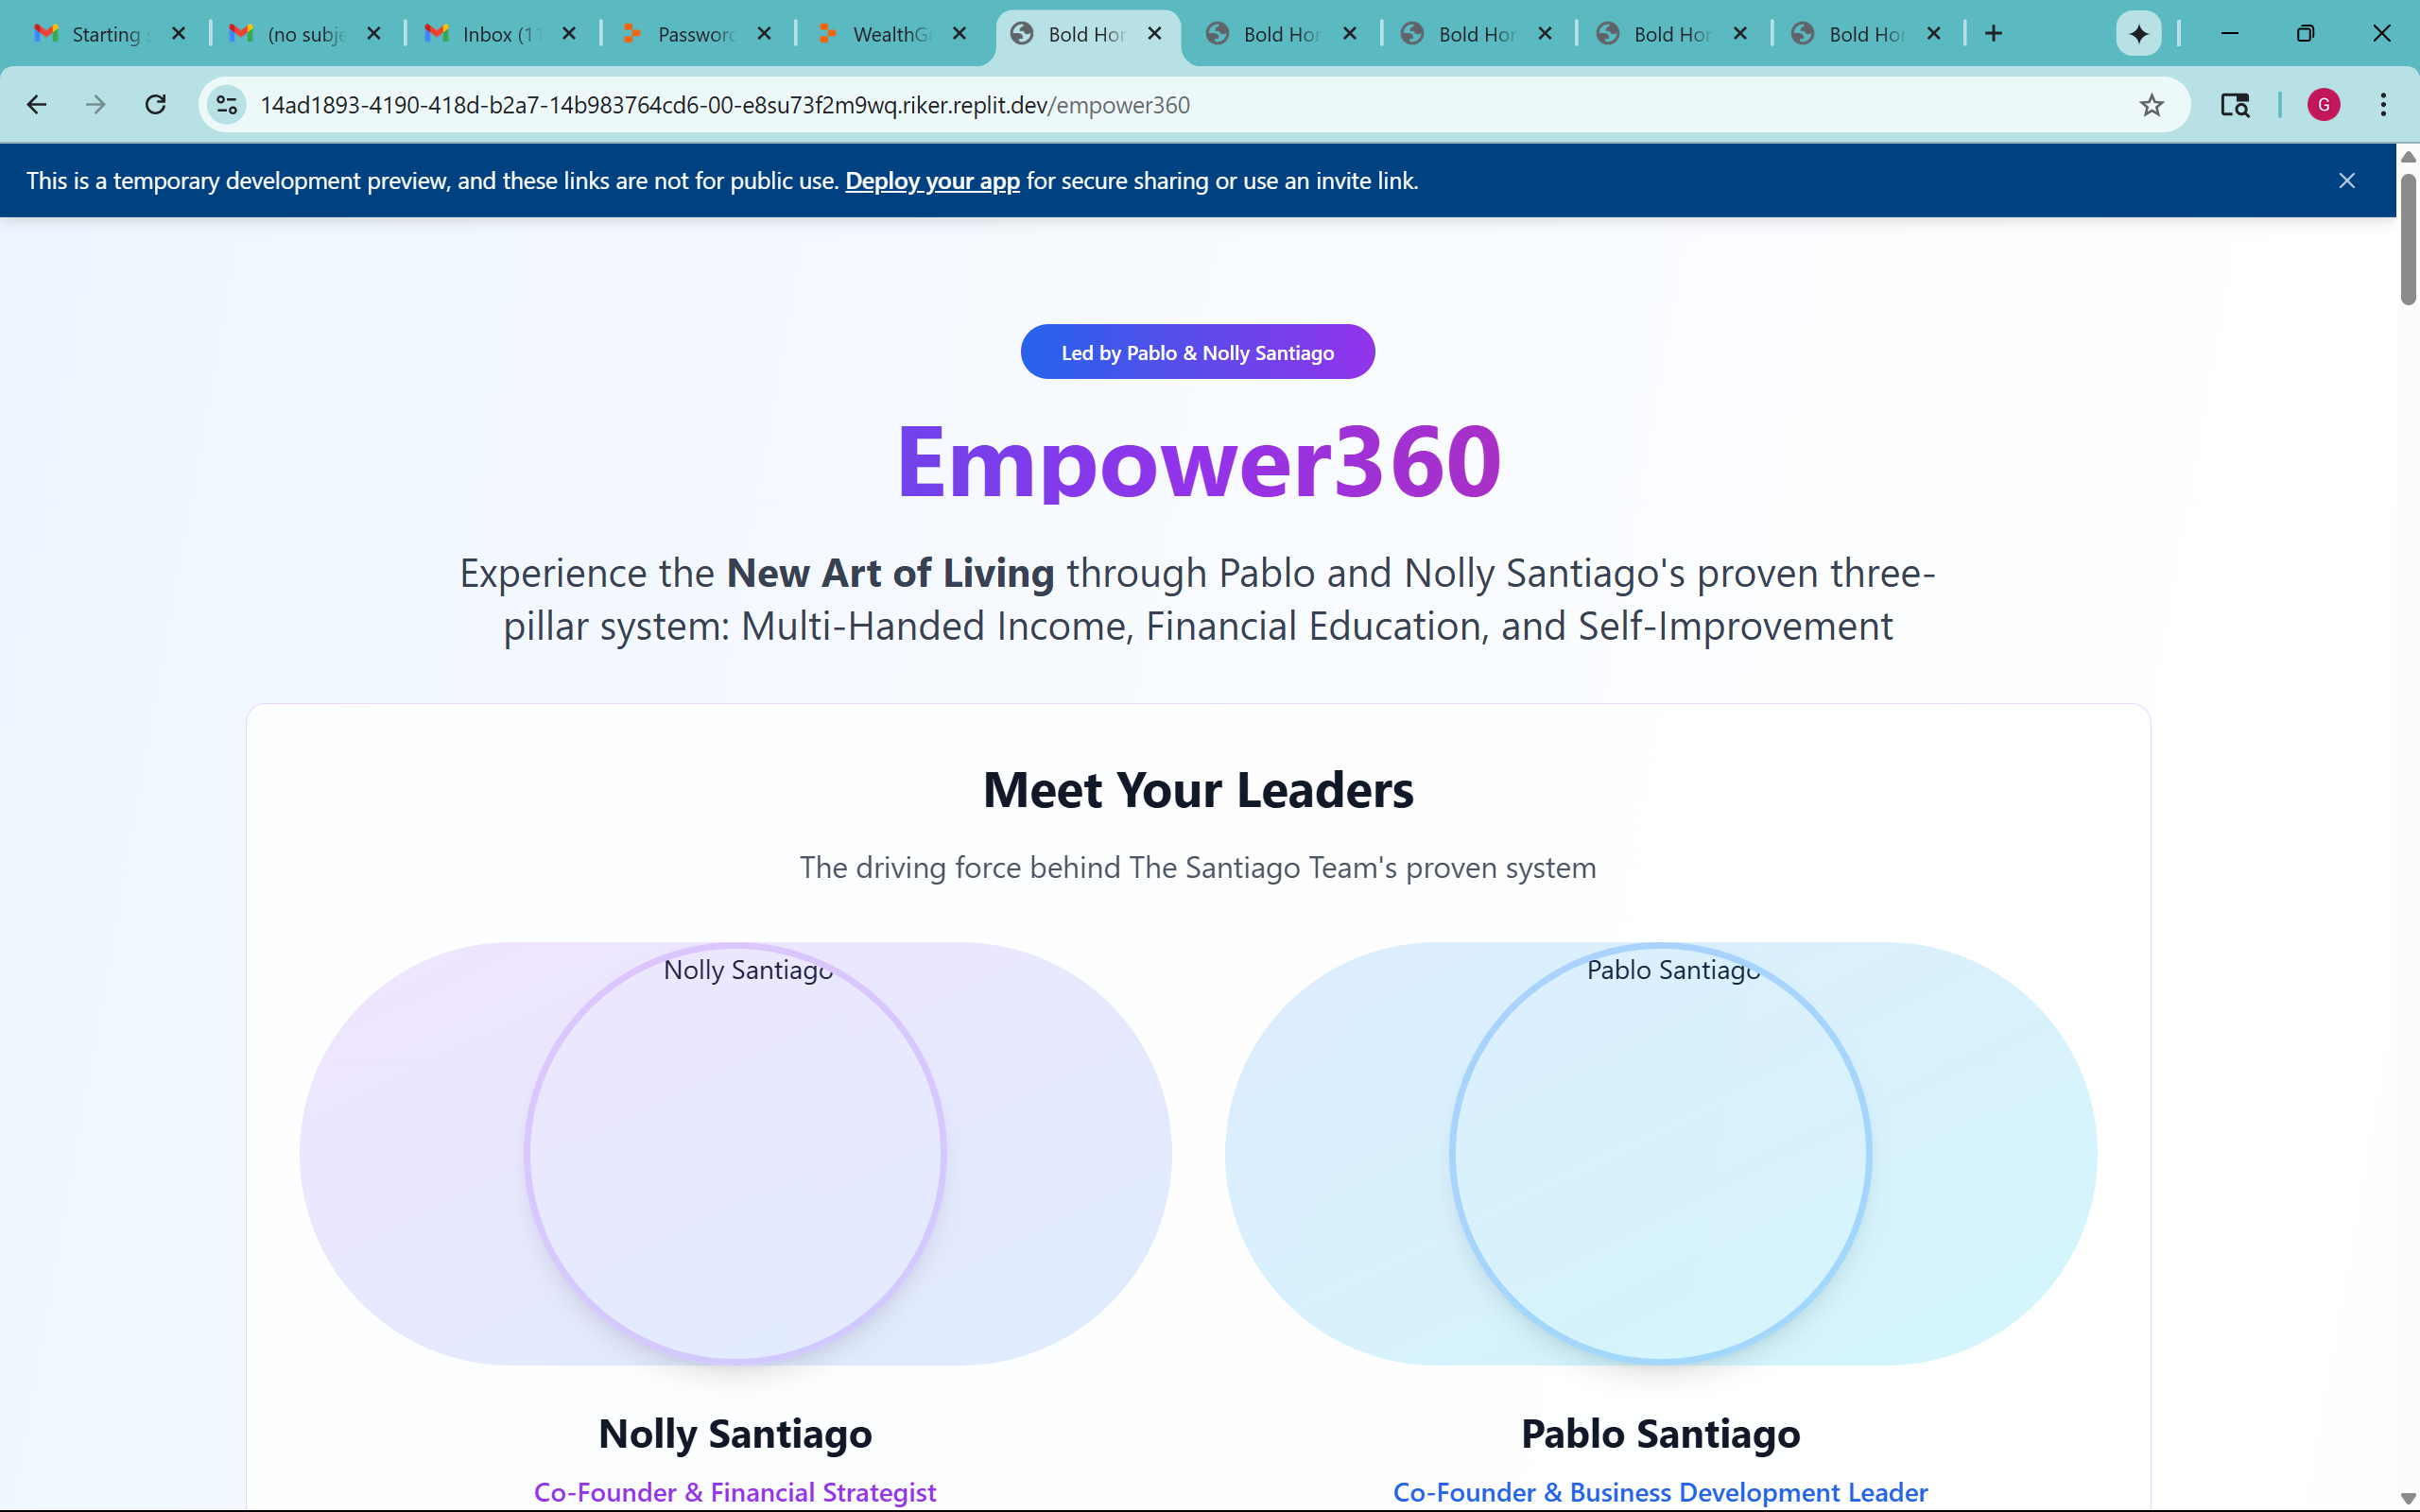 Starting
(no subje
Inbox (11
Password
WealthG
Bold Hor
Bold Hor
Bold Hor
Bold Hor
Bold Hor
14ad1893-4190-418d-b2a7-14b983764cd6-00-e8su73f2m9wq.riker.replit.dev/empower360
G
This is a temporary development preview, and these links are not for public use. Deploy your app for secure sharing or use an invite link.
Led by Pablo & Nolly Santiago
Empower360
Experience the New Art of Living through Pablo and Nolly Santiago's proven three-
pillar system: Multi-Handed Income, Financial Education, and Self-Improvement
Meet Your Leaders
The driving force behind The Santiago Team's proven system
Nolly Santiago
Pablo Santiago
Nolly Santiago
Pablo Santiago
Co-Founder & Financial Strategist
Co-Founder & Business Development Leader